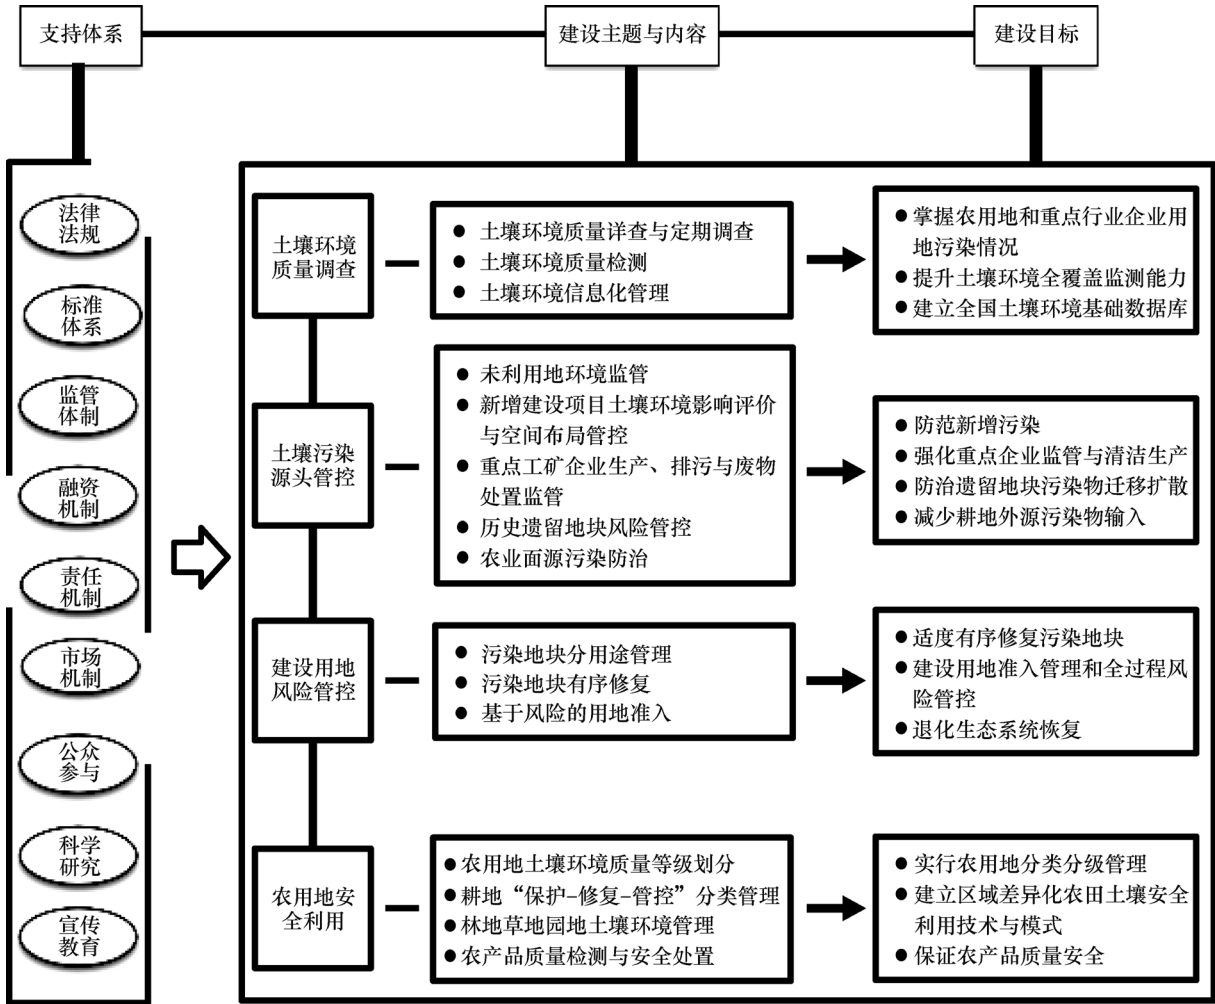 支持体系
建设主题与内容
建设目标
法律
法规
标准
体系
监管
体制
融资
机制
责任
机制
市场
机制
公众
参与
科学
研究
宣传
教育
土壤环境
质量调查
● 土壤环境质量详查与定期调查
● 土壤环境质量检测
● 土壤环境信息化管理
● 掌握农用地和重点行业企业用
地污染情况
● 提升土壤环境全覆盖监测能力
● 建立全国土壤环境基础数据库
土壤污染
源头管控
● 未利用地环境监管
● 新增建设项目土壤环境影响评价
与空间布局管控
● 重点工矿企业生产、排污与废物
处置监管
● 历史遗留地块风险管控
● 农业面源污染防治
● 防范新增污染
● 强化重点企业监管与清洁生产
● 防治遗留地块污染物迁移扩散
● 减少耕地外源污染物输入
建设用地
风险管控
● 污染地块分用途管理
● 污染地块有序修复
● 基于风险的用地准入
● 适度有序修复污染地块
● 建设用地准入管理和全过程风
险管控
● 退化生态系统恢复
农用地安
全利用
● 农用地土壤环境质量等级划分
● 耕地“保护–修复–管控”分类管理
● 林地草地园地土壤环境管理
● 农产品质量检测与安全处置
● 实行农用地分类分级管理
● 建立区域差异化农田土壤安全
利用技术与模式
● 保证农产品质量安全